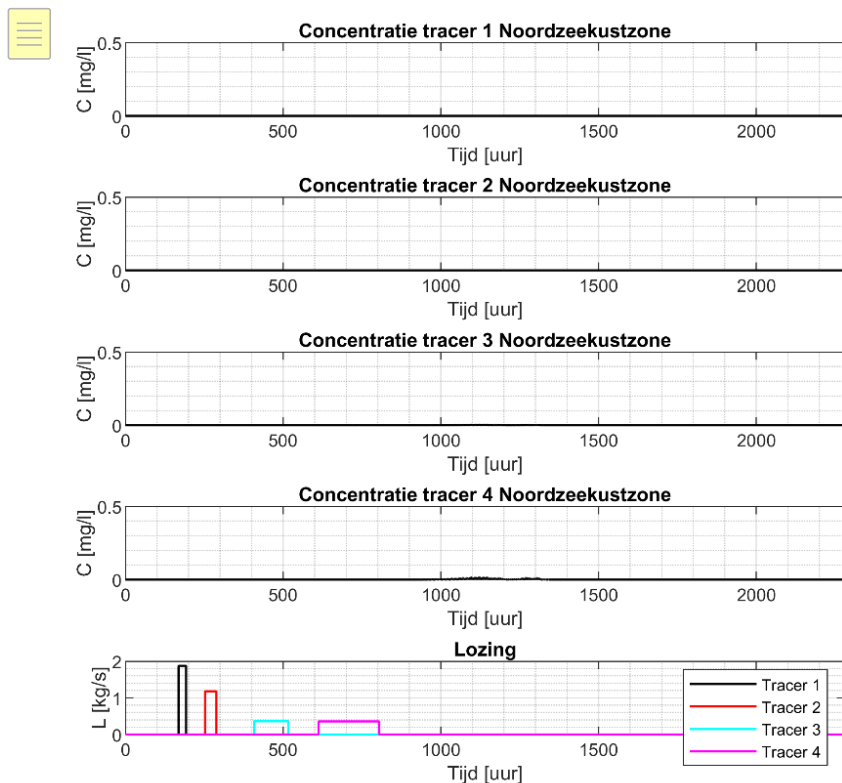 Concentratie tracer 1 Noordzeekustzone
0.5
C [mg/l]
0
0 500 1000 1500 2000
Tijd [uur]
Concentratie tracer 2 Noordzeekustzone
0.5
C [mg/l]
0
0 500 1000 1500 2000
Tijd [uur]
Concentratie tracer 3 Noordzeekustzone
0.5
C [mg/l]
0
0 500 1000 1500 2000
Tijd [uur]
Concentratie tracer 4 Noordzeekustzone
0.5
C [mg/l]
0
0 500 1000 1500 2000
Tijd [uur]
Lozing
2
L [kg/s]
1
0
Tracer 1
Tracer 2
Tracer 3
Tracer 4
0 500 1000 1500 2000
Tijd [uur]